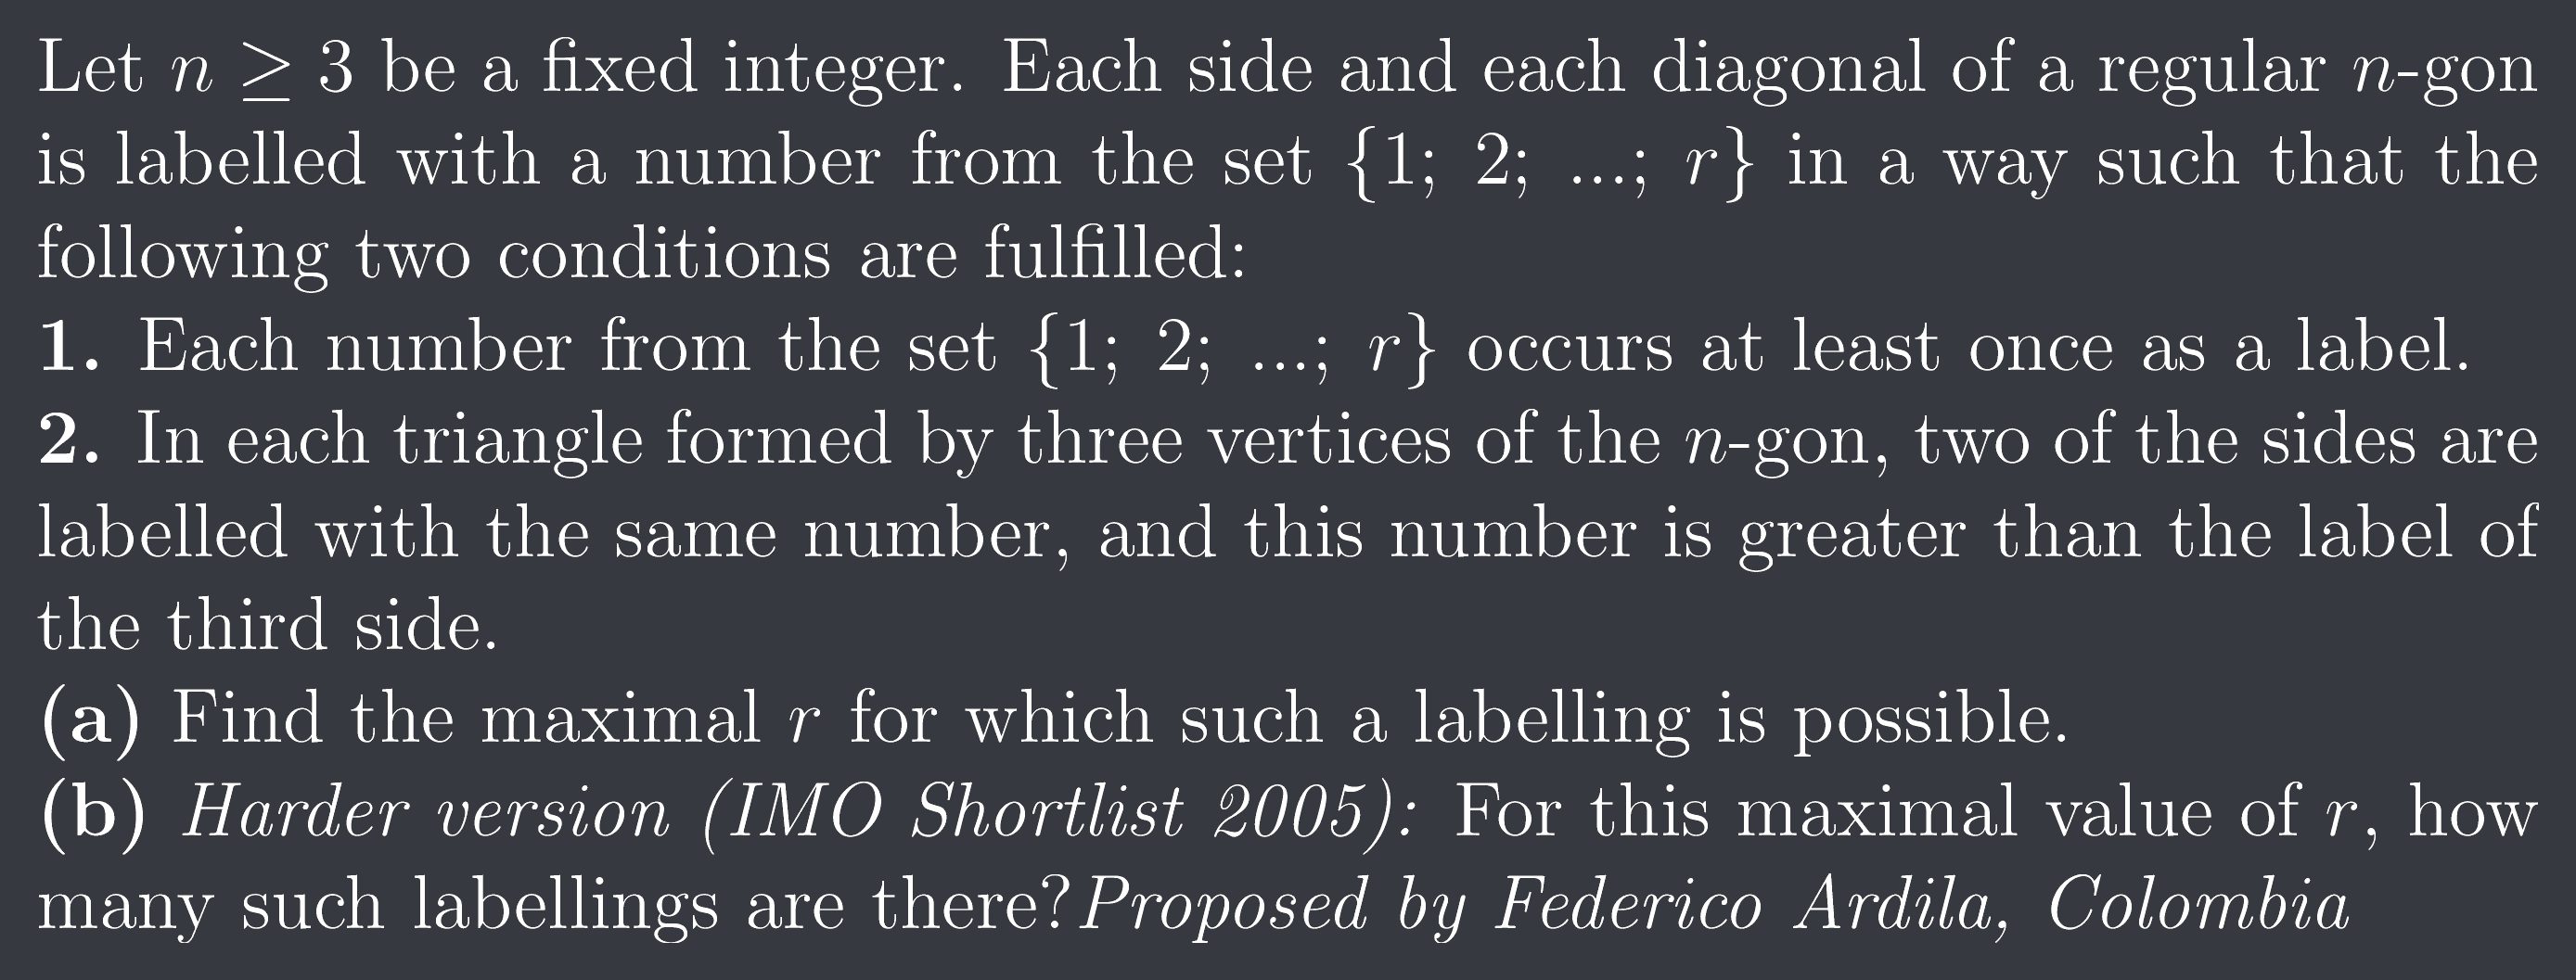 Let n ≥ 3 be a fixed integer. Each side and each diagonal of a regular n-gon
is labelled with a number from the set {1; 2; ...; r} in a way such that the
following two conditions are fulfilled:
1. Each number from the set {1; 2; ...; r} occurs at least once as a label.
2. In each triangle formed by three vertices of the n-gon, two of the sides are
labelled with the same number, and this number is greater than the label of
the third side.
(a) Find the maximal r for which such a labelling is possible.
(b) Harder version (IMO Shortlist 2005): For this maximal value of r, how
many such labellings are there?Proposed by Federico Ardila, Colombia